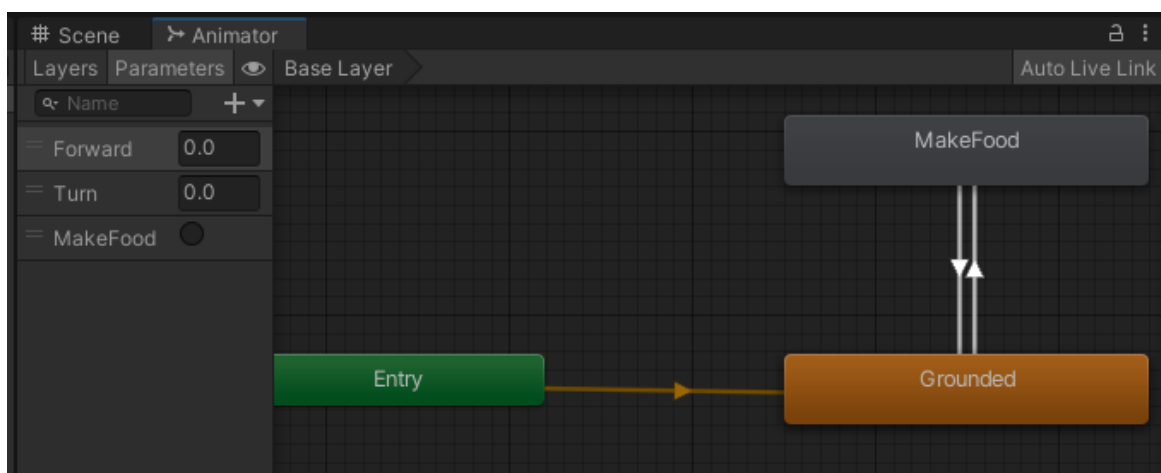 Scene Animator
Layers Parameters Base Layer Auto Live Link
Name
Forward 0.0
Turn 0.0
MakeFood
MakeFood
Entry
Grounded